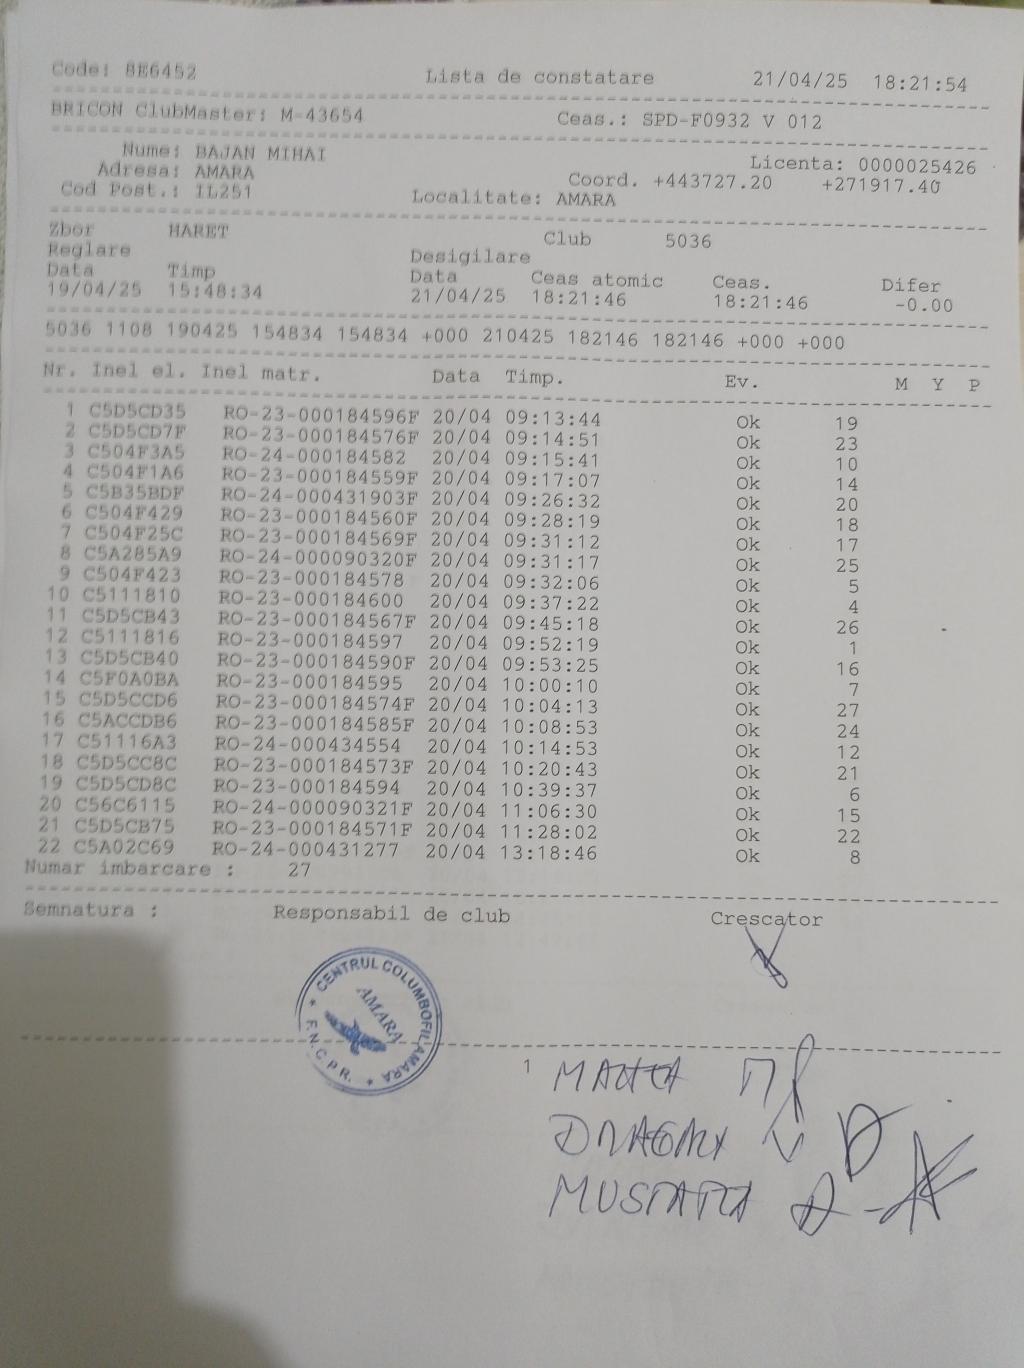 Code: 8E6452 Lista de constatare 21/04/25 18:21:54
BRICON ClubMaster: M-43654 Ceas.: SPD-F0932 V 012
Nume: BAJAN MIHAI Licenta: 0000025426
Adresa: AMARA Coord. +443727.20 +271917.40
Cod Post.: IL251 Localitate: AMARA
Zbor HARET Club 5036
Reglare Desigilare
Data Timp Data Ceas atomic Ceas. Difer
19/04/25 15:48:34 21/04/25 18:21:46 18:21:46 -0.00
5036 1108 190425 154834 154834 +000 210425 182146 182146 +000 +000
Nr. Inel el. Inel matr. Data Timp. Ev. M Y P
1 C5D5CD35 RO-23-000184596F 20/04 09:13:44 Ok 19
2 C5D5CD7F RO-23-000184576F 20/04 09:14:51 Ok 23
3 C504F3A5 RO-24-000184582 20/04 09:15:41 Ok 10
4 C504F1A6 RO-23-000184559F 20/04 09:17:07 Ok 14
5 C5B35BDF RO-24-000431903F 20/04 09:26:32 Ok 20
6 C504F429 RO-23-000184560F 20/04 09:28:19 Ok 18
7 C504F25C RO-23-000184569F 20/04 09:31:12 Ok 17
8 C5A285A9 RO-24-000090320F 20/04 09:31:17 Ok 25
9 C504F423 RO-23-000184578 20/04 09:32:06 Ok 5
10 C5111810 RO-23-000184600 20/04 09:37:22 Ok 4
11 C5D5CB43 RO-23-000184567F 20/04 09:45:18 Ok 26
12 C5111816 RO-23-000184597 20/04 09:52:19 Ok 1
13 C5D5CB40 RO-23-000184590F 20/04 09:53:25 Ok 16
14 C5F0A0BA RO-23-000184595 20/04 10:00:10 Ok 7
15 C5D5CCD6 RO-23-000184574F 20/04 10:04:13 Ok 27
16 C5ACCDB6 RO-23-000184585F 20/04 10:08:53 Ok 24
17 C51116A3 RO-24-000434554 20/04 10:14:53 Ok 12
18 C5D5CC8C RO-23-000184573F 20/04 10:20:43 Ok 21
19 C5D5CD8C RO-23-000184594 20/04 10:39:37 Ok 6
20 C56C6115 RO-24-000090321F 20/04 11:06:30 Ok 15
21 C5D5CB75 RO-23-000184571F 20/04 11:28:02 Ok 22
22 C5A02C69 RO-24-000431277 20/04 13:18:46 Ok 8
Numar imbarcare : 27
Semnatura : Responsabil de club Crescator
CENTRUL COLUMBOFIL AMARA
AMARA
* F.N.C.P.R. *
1
MUSTATA